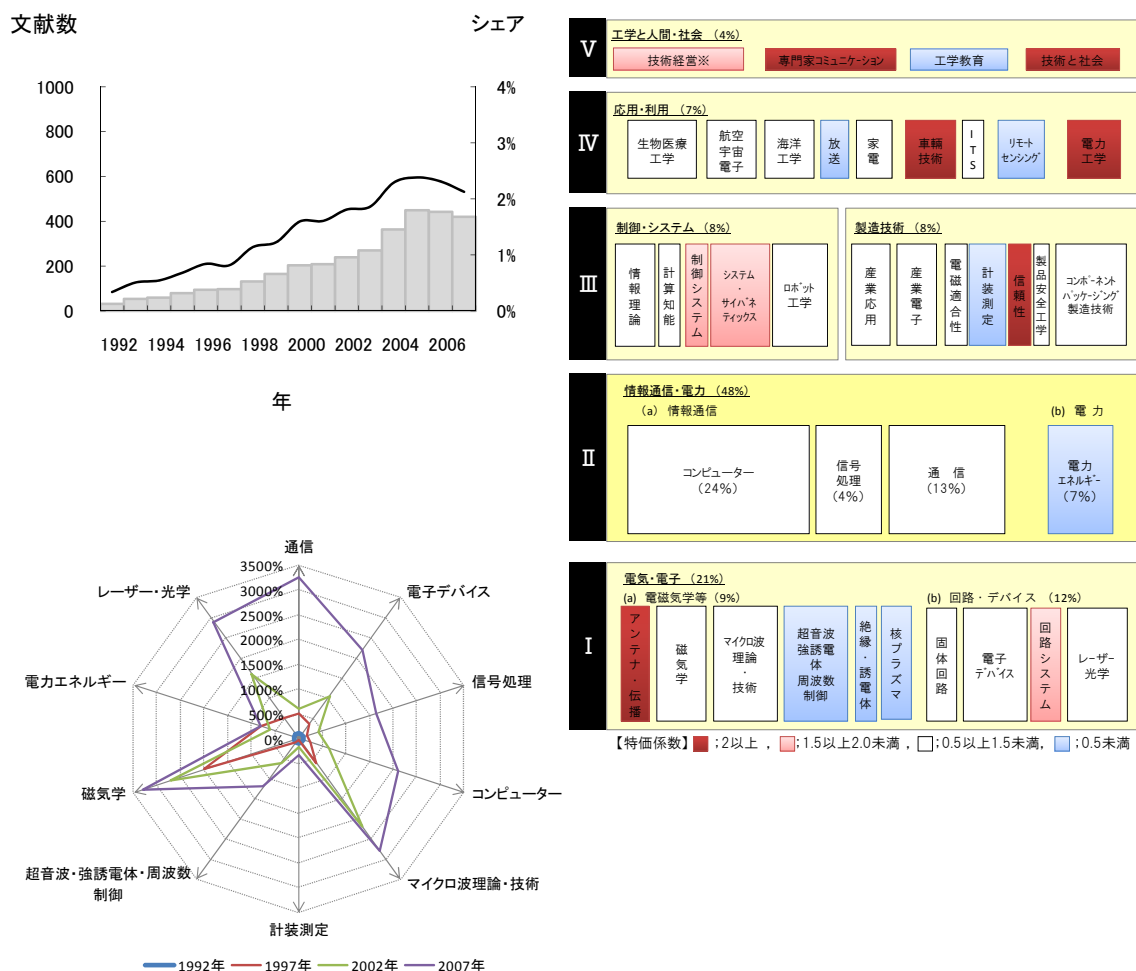 文献数
シェア
1000
800
600
400
200
0
4%
3%
2%
1%
0%
1992 1994 1996 1998 2000 2002 2004 2006
年
通信
電子デバイス
信号処理
コンピューター
マイクロ波理論・技術
計装測定
超音波・強誘電体・周波数
制御
磁気学
電力エネルギー
レーザー・光学
3500%
3000%
2500%
2000%
1500%
1000%
500%
0%
1992年 1997年 2002年 2007年
Ⅴ
工学と人間・社会 (4%)
技術経営※
専門家コミュニケーション
工学教育
技術と社会
Ⅳ
応用・利用 (7%)
生物医療
工学
航空
宇宙
電子
海洋
工学
放送
家電
車輌
技術
ITS
リモート
センシング
電力
工学
Ⅲ
制御・システム (8%)
情報理論
計算知能
制御システム
システム
・
サイバネ
ティックス
ロボット
工学
製造技術 (8%)
産業応用
産業電子
電磁適合性
計装測定
信頼性
製品安全工学
コンポーネント
パッケージング
製造技術
Ⅱ
情報通信・電力 (48%)
(a) 情報通信
コンピューター
(24%)
信号
処理
(4%)
通 信
(13%)
(b) 電 力
電力
エネルギー
(7%)
Ⅰ
電気・電子 (21%)
(a) 電磁気学等 (9%)
アンテナ・伝播
磁気学
マイクロ波
理論・
・技術
超音波
強誘電
体
周波数
制御
絶縁・誘電体
核プラズマ
(b) 回路・デバイス (12%)
固体回路
電子
デバイス
回路システム
レーザー
光学
【特価係数】 ;2以上 , ;1.5以上2.0未満 , ;0.5以上1.5未満, ;0.5未満